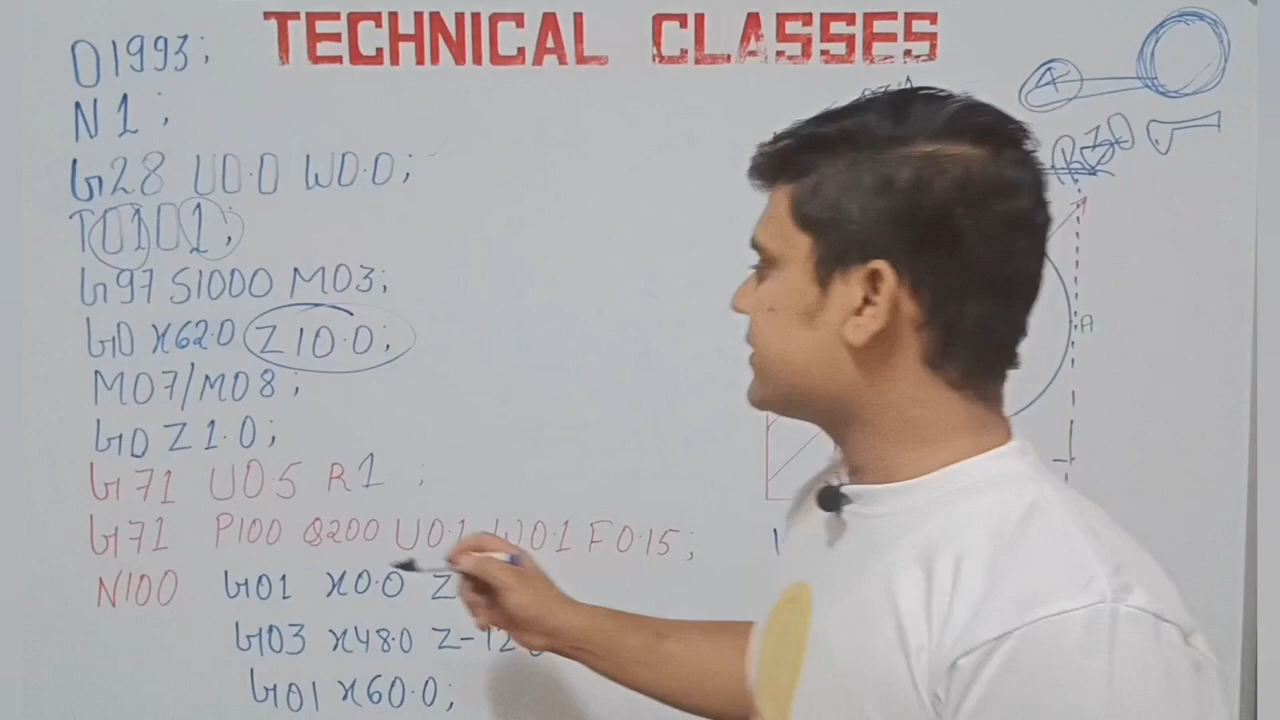 TECHNICAL CLASSES
O1993;
N1;
G28 U0.0 W0.0;
T0101;
G97 S1000 M03;
G0 X62.0 Z10.0;
M07/M08;
G0 Z1.0;
G71 U0.5 R1 ;
G71 P100 Q200 U0.1 W0.1 F0.15;
N100 G01 X0.0 Z
G03 X48.0 Z-12
G01 X60.0;
A
R30
A